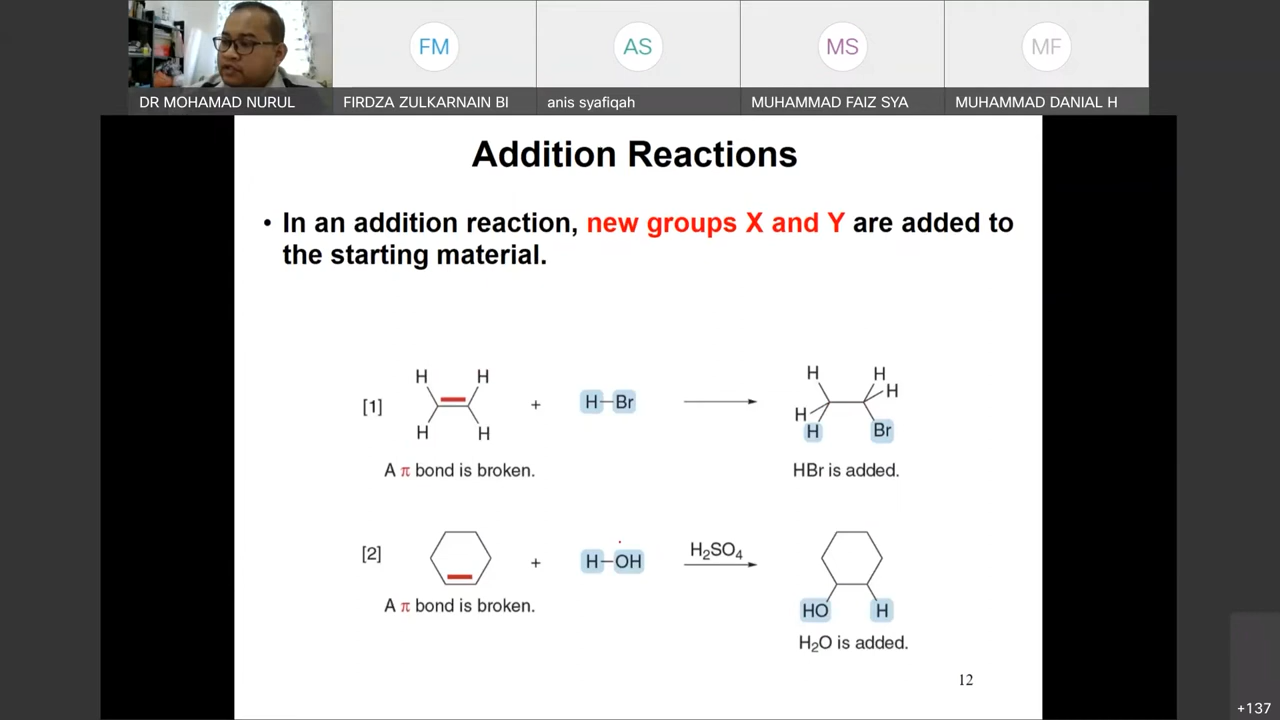 FM
AS
MS
MF
DR MOHAMAD NURUL
FIRDZA ZULKARNAIN BI
anis syafiqah
MUHAMMAD FAIZ SYA
MUHAMMAD DANIAL H
Addition Reactions
• In an addition reaction, new groups X and Y are added to
the starting material.
[1]
H H
H H
+
H–Br
H
H
H
H
H
Br
A π bond is broken.
HBr is added.
[2]
+
H–OH
H₂SO₄
HO
H
A π bond is broken.
H₂O is added.
12
+137